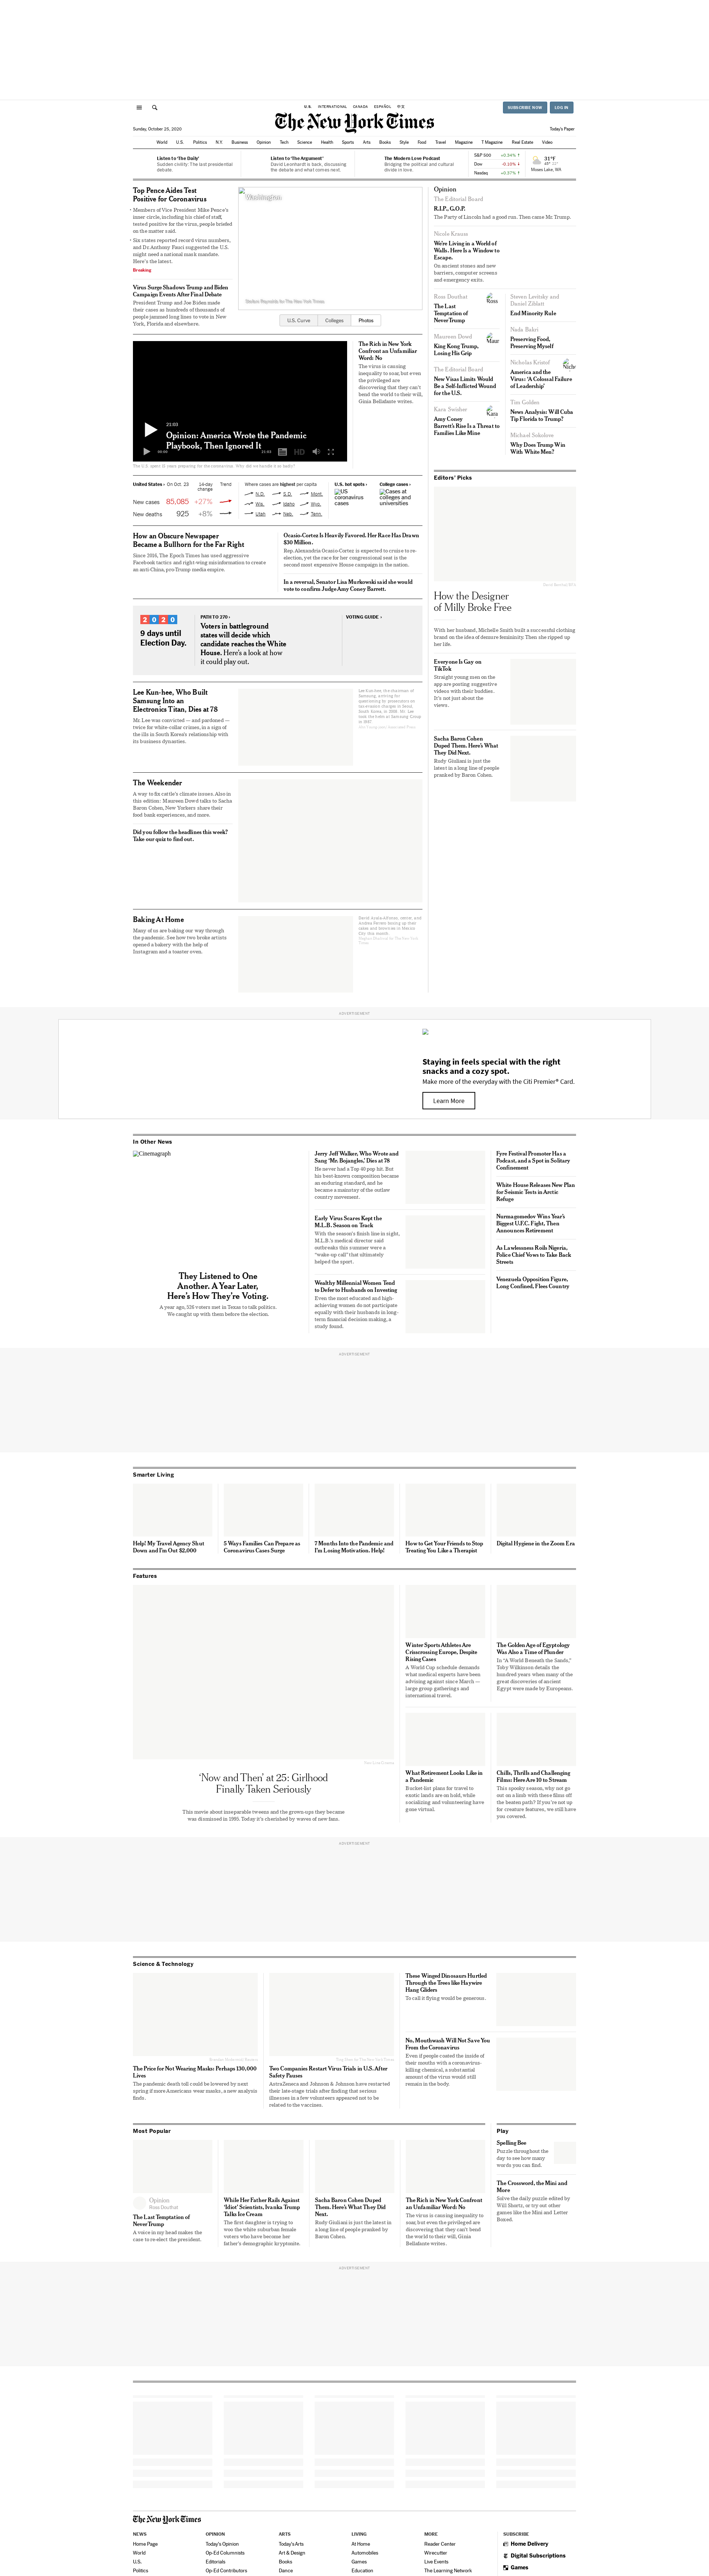 U.S.
INTERNATIONAL
CANADA
ESPAÑOL
中文
SUBSCRIBE NOW
LOG IN
The New York Times
Sunday, October 25, 2020
Today's Paper
World U.S. Politics N.Y. Business Opinion Tech Science Health Sports Arts Books Style Food Travel Magazine T Magazine Real Estate Video
Listen to 'The Daily'
Sudden civility: The last presidential
debate
Listen to 'The Argument'
David Leonhardt is back, discussing
the debate and what comes next.
The Modern Love Podcast
Bridging the political and cultural
divide in love.
S&P 500 +0.34% ↑
Dow -0.10% ↓
Nasdaq +0.37% ↑
31°F
Moses Lake, WA
Top Pence Aides Test
Positive for Coronavirus
Members of Vice President Mike Pence's
inner circle, including his chief of staff,
tested positive for the virus, people briefed
on the matter said.
Six states reported record virus numbers,
and Dr. Anthony Fauci suggested the U.S.
might need a national mask mandate.
Here's the latest.
Breaking
Virus Surge Shadows Trump and Biden
Campaign Events After Final Debate
President Trump and Joe Biden made
their cases as hundreds of thousands of
people jammed long lines to vote in New
York, Florida and elsewhere.
Washington.
Stefani Reynolds for The New York Times
U.S. Curve
Colleges
Photos
21:03
Opinion: America Wrote the Pandemic
Playbook, Then Ignored It
00:00
21:03
HD
The U.S. spent 15 years preparing for the coronavirus. Why did we handle it so badly?
The Rich in New York
Confront an Unfamiliar
Word: No
The virus is causing
inequality to soar, but even
the privileged are
discovering that they can't
bend the world to their will,
Ginia Bellafante writes.
United States › On Oct. 23
14-day
change
Trend
New cases 85,085 +27%
New deaths 925 +8%
Where cases are highest per capita
N.D.
S.D.
Mont.
Wis.
Idaho
Wyo.
Utah
Neb.
Tenn.
U.S. hot spots ›
US
coronavirus
cases
College cases ›
Cases at
colleges and
universities
How an Obscure Newspaper
Became a Bullhorn for the Far Right
Since 2016, The Epoch Times has used aggressive
Facebook tactics and right-wing misinformation to create
an anti-China, pro-Trump media empire.
Ocasio-Cortez Is Heavily Favored. Her Race Has Drawn
$30 Million.
Rep. Alexandria Ocasio-Cortez is expected to cruise to re-
election, yet the race for her congressional seat is the
second most expensive House campaign in the nation.
In a reversal, Senator Lisa Murkowski said she would
vote to confirm Judge Amy Coney Barrett.
2020
9 days until
Election Day.
PATH TO 270 ›
Voters in battleground
states will decide which
candidate reaches the White
House. Here's a look at how
it could play out.
VOTING GUIDE ›
Lee Kun-hee, Who Built
Samsung Into an
Electronics Titan, Dies at 78
Mr. Lee was convicted — and pardoned —
twice for white-collar crimes, in a sign of
the ills in South Korea's relationship with
its business dynasties.
Lee Kun-hee, the chairman of
Samsung, arriving for
questioning by prosecutors on
tax evasion charges in Seoul,
South Korea, in 2008. Mr. Lee
took the helm at Samsung Group
in 1987.
The Weekender
A way to fix cattle's climate issues. Also in
this edition: Maureen Dowd talks to Sacha
Baron Cohen, New Yorkers share their
food bank experiences, and more.
Did you follow the headlines this week?
Take our quiz to find out.
Baking At Home
Many of us are baking our way through
the pandemic. See how two broke artists
opened a bakery with the help of
Instagram and a toaster oven.
Opinion
The Editorial Board
R.I.P., G.O.P.
The Party of Lincoln had a good run. Then came Mr. Trump.
Nicole Krauss
We're Living in a World of
Walls. Here Is a Window to
Escape.
On ancient stones and new
barriers, computer screens
and emergency exits.
Ross Douthat
The Last
Temptation of
NeverTrump
Ross
Maureen Dowd
King Kong Trump,
Losing His Grip
Maur
The Editorial Board
New Visas Limits Would
Be a Self-Inflicted Wound
for the U.S.
Kara Swisher
Amy Coney
Barrett's Rise Is a Threat to
Families Like Mine
Kara
Steven Levitsky and
Daniel Ziblatt
End Minority Rule
Nada Bakri
Preserving Food,
Preserving Myself
Nicholas Kristof
America and the
Virus: 'A Colossal Failure
of Leadership'
Nich
Tim Golden
News Analysis: Will Cuba
Tip Florida to Trump?
Michael Sokolove
Why Does Trump Win
With White Men?
Editors' Picks
How the Designer
of Milly Broke Free
With her husband, Michelle Smith built a successful clothing
brand on the idea of demure femininity. Then she ripped up
her life.
Everyone Is Gay on
TikTok
Straight young men on the
app are posting suggestive
videos with their buddies.
It's not just about the
views.
Sacha Baron Cohen
Duped Them. Here's What
They Did Next.
Rudy Giuliani is just the
latest in a long line of people
pranked by Baron Cohen.
ADVERTISEMENT
Staying in feels special with the right
snacks and a cozy spot.
Make more of the everyday with the Citi Premier® Card.
Learn More
In Other News
Cinemagraph
They Listened to One
Another. A Year Later,
Here's How They're Voting.
A year ago, 526 voters met in Texas to talk politics.
We caught up with them before the election.
Jerry Jeff Walker, Who Wrote and
Sang 'Mr. Bojangles,' Dies at 78
He never had a Top 40 pop hit. But
his best-known composition became
an enduring standard, and he
became a mainstay of the outlaw
country movement.
Early Virus Scares Kept the
M.L.B. Season on Track
With the season's finish line in sight,
M.L.B.'s medical director said
outbreaks this summer were a
"wake-up call" that ultimately
helped the sport.
Wealthy Millennial Women Tend
to Defer to Husbands on Investing
Even the most educated and high-
achieving women do not participate
equally with their husbands in long-
term financial decision making, a
study found.
Fyre Festival Promoter Has a
Podcast, and a Spot in Solitary
Confinement
White House Releases New Plan
for Seismic Tests in Arctic
Refuge
Nurmagomedov Wins Year's
Biggest U.F.C. Fight, Then
Announces Retirement
As Lawlessness Roils Nigeria,
Police Chief Vows to Take Back
Streets
Venezuela Opposition Figure,
Long Confined, Flees Country
ADVERTISEMENT
Smarter Living
Help! My Travel Agency Shut
Down and I'm Out $2,000
5 Ways Families Can Prepare as
Coronavirus Cases Surge
7 Months Into the Pandemic and
I'm Losing Motivation. Help!
How to Get Your Friends to Stop
Treating You Like a Therapist
Digital Hygiene in the Zoom Era
Features
'Now and Then' at 25: Girlhood
Finally Taken Seriously
This movie about inseparable tweens and the grown-ups they became
was dismissed in 1995. Today it's cherished by waves of new fans.
Winter Sports Athletes Are
Crisscrossing Europe, Despite
Rising Cases
A World Cup schedule demands
what medical experts have been
advising against since March —
large group gatherings and
international travel.
The Golden Age of Egyptology
Was Also a Time of Plunder
In "A World Beneath the Sands,"
Toby Wilkinson details the
hundred years when many of the
great discoveries of ancient
Egypt were made by Europeans.
What Retirement Looks Like in
a Pandemic
Bucket-list plans for travel to
exotic lands are on hold, while
socializing and volunteering have
gone virtual.
Chills, Thrills and Challenging
Films: Here Are 10 to Stream
This spooky season, why not go
out on a limb with these films off
the beaten path? If you're not up
for creature features, we still have
you covered.
ADVERTISEMENT
Science & Technology
The Price for Not Wearing Masks: Perhaps 130,000
Lives
The pandemic death toll could be lowered by next
spring if more Americans wear masks, a new analysis
finds.
Two Companies Restart Virus Trials in U.S. After
Safety Pauses
AstraZeneca and Johnson & Johnson have restarted
their late-stage trials after finding that serious
illnesses in a few volunteers appeared not to be
related to the vaccines.
These Winged Dinosaurs Hurtled
Through the Trees like Haywire
Hang Gliders
To call it flying would be generous.
No, Mouthwash Will Not Save You
From the Coronavirus
Even if people coated the inside of
their mouths with a coronavirus-
killing chemical, a substantial
amount of the virus would still
remain in the body.
Most Popular
Opinion
Ross Douthat
The Last Temptation of
NeverTrump
A voice in my head makes the
case to re-elect the president.
While Her Father Rails Against
'Idiot' Scientists, Ivanka Trump
Talks Ice Cream
The first daughter is trying to
woo the white suburban female
voters who have become her
father's demographic kryptonite.
Sacha Baron Cohen Duped
Them. Here's What They Did
Next.
Rudy Giuliani is just the latest in
a long line of people pranked by
Baron Cohen.
The Rich in New York Confront
an Unfamiliar Word: No
The virus is causing inequality to
soar, but even the privileged are
discovering that they can't bend
the world to their will, Ginia
Bellafante writes.
Play
Spelling Bee
Puzzle throughout the
day to see how many
words you can find.
The Crossword, the Mini and
More
Solve the daily puzzle edited by
Will Shortz, or try out other
games like the Mini and Letter
Boxed.
ADVERTISEMENT
The New York Times
NEWS
Home Page
World
U.S.
Politics
OPINION
Today's Opinion
Op-Ed Columnists
Editorials
Op-Ed Contributors
ARTS
Today's Arts
Art & Design
Books
Dance
LIVING
At Home
Automobiles
Games
Education
MORE
Reader Center
Wirecutter
Live Events
The Learning Network
SUBSCRIBE
Home Delivery
Digital Subscriptions
Games